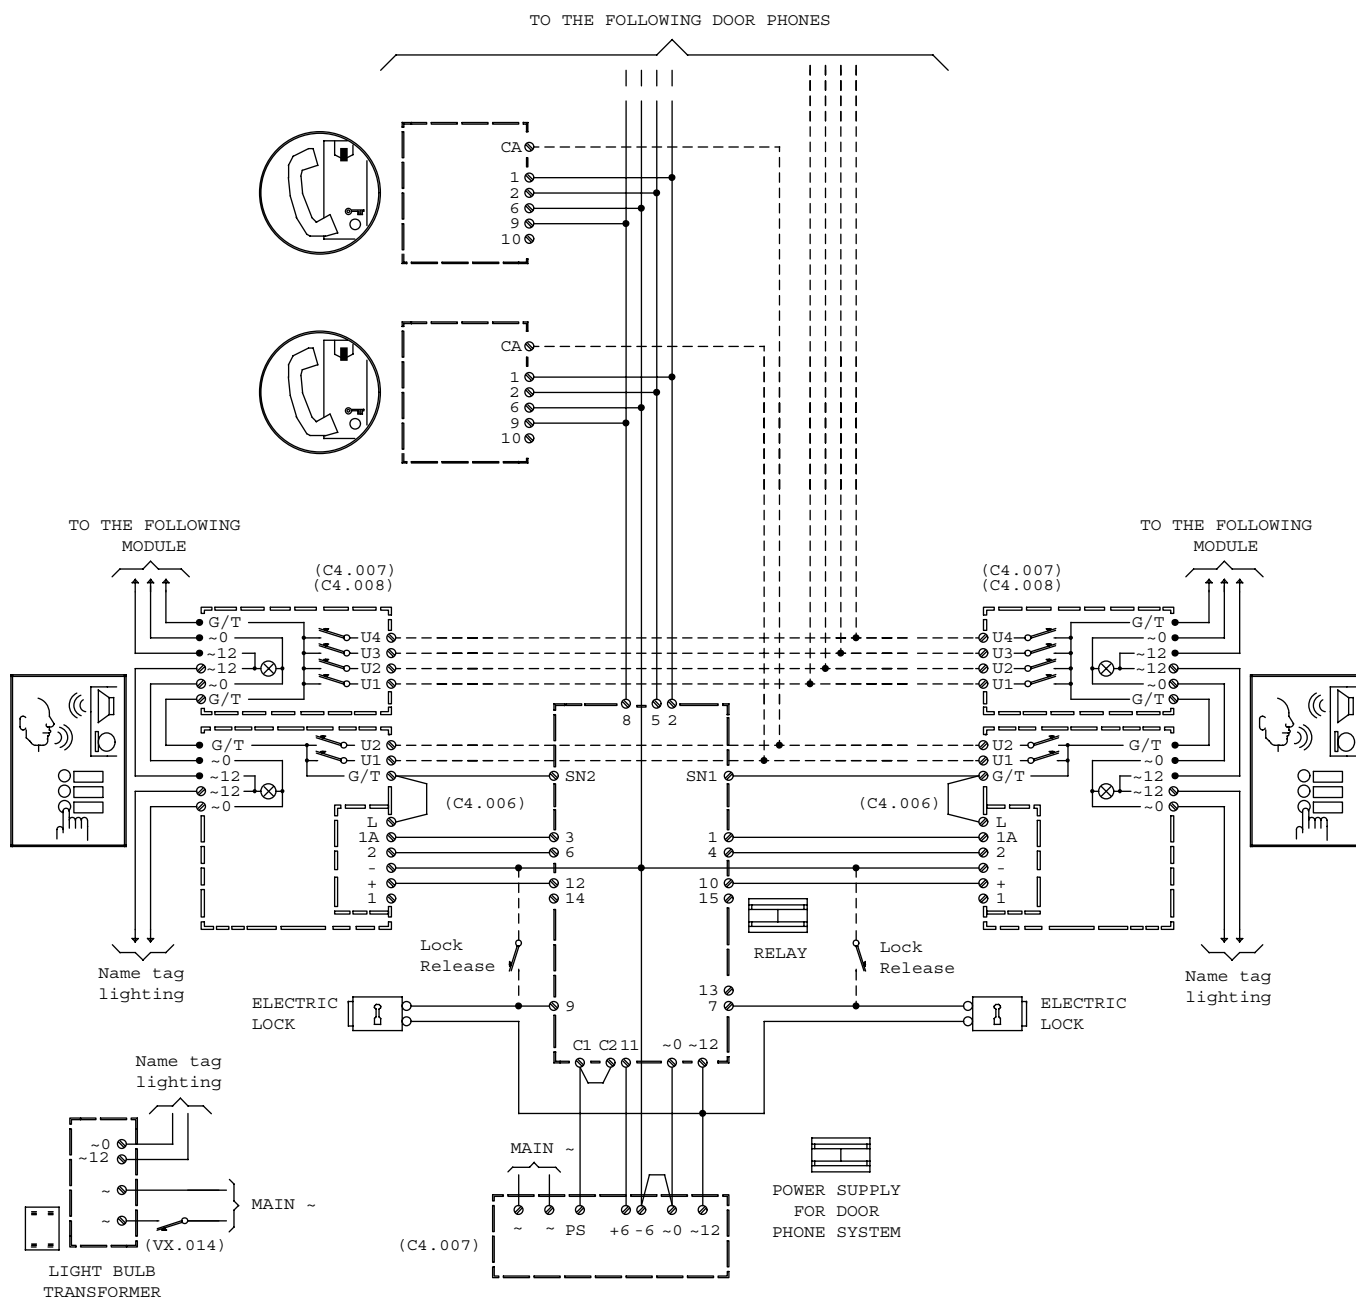 TO THE FOLLOWING DOOR PHONES
CA
1
2
6
9
10
CA
1
2
6
9
10
TO THE FOLLOWING
MODULE
TO THE FOLLOWING
MODULE
(C4.007)
(C4.008)
(C4.007)
(C4.008)
G/T
~0
~12
~12
~0
G/T
U4
U3
U2
U1
U4
U3
U2
U1
G/T
~0
~12
~12
~0
G/T
8 5 2
G/T
~0
~12
~12
~0
U2
U1
G/T
SN2
SN1
U2
U1
G/T
G/T
~0
~12
~12
~0
(C4.006)
(C4.006)
L
1A
2
-
+
1
3
6
12
14
1
4
10
15
L
1A
2
-
+
1
Lock
Release
RELAY
Lock
Release
Name tag
lighting
Name tag
lighting
13
ELECTRIC
LOCK
9
7
ELECTRIC
LOCK
C1 C2 11 ~0 ~12
Name tag
lighting
~0
~12
~
~
MAIN ~
(VX.014)
LIGHT BULB
TRANSFORMER
MAIN ~
~ ~ PS +6 -6 ~0 ~12
(C4.007)
POWER SUPPLY
FOR DOOR
PHONE SYSTEM